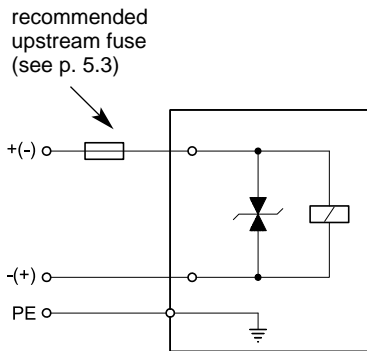 recommended
upstream fuse
(see p. 5.3)
+(-)
-(+)
PE